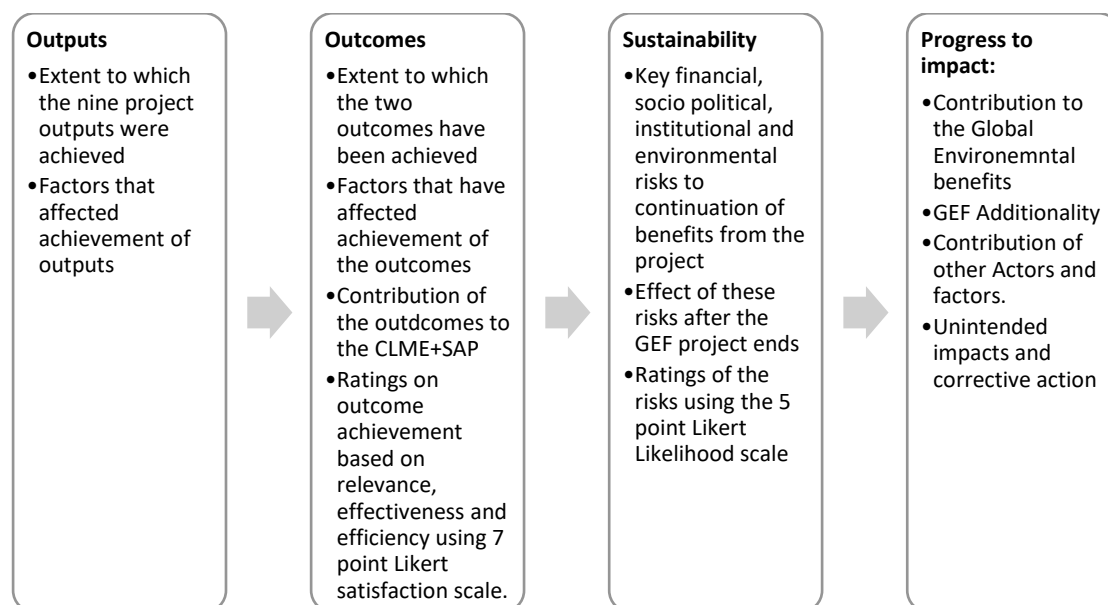 Outputs
•Extent to which
the nine project
outputs were
achieved
•Factors that
affected
achievement of
outputs
Outcomes
•Extent to which
the two
outcomes have
been achieved
•Factors that have
affected
achievement of
the outcomes
•Contribution of
the outdcomes to
the CLME+SAP
•Ratings on
outcome
achievement
based on
relevance,
effectiveness and
efficiency using 7
point Likert
satisfaction scale.
Sustainability
•Key financial,
socio political,
institutional and
environmental
risks to
continuation of
benefits from the
project
•Effect of these
risks after the
GEF project ends
•Ratings of the
risks using the 5
point Likert
Likelihood scale
Progress to
impact:
•Contribution to
the Global
Environemntal
benefits
•GEF Additionality
•Contribution of
other Actors and
factors.
•Unintended
impacts and
corrective action